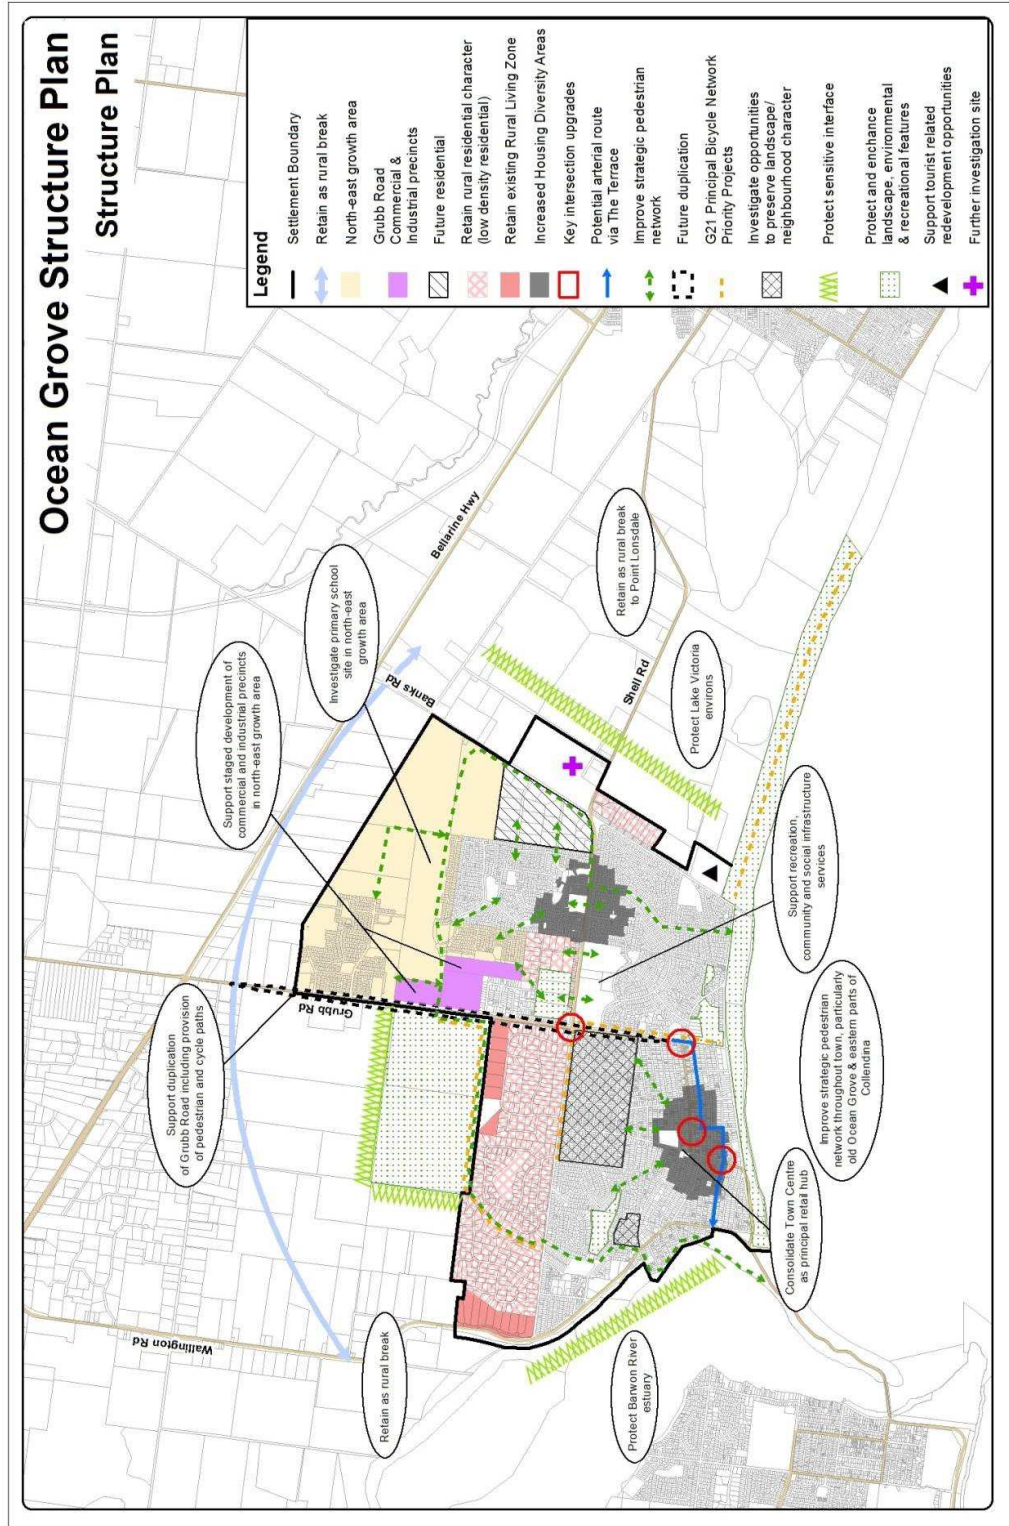 Ocean Grove Structure Plan
Structure Plan
Legend
Settlement Boundary
Retain as rural break
North-east growth area
Grubb Road
Commercial &
Industrial precincts
Future residential
Retain rural residential character
(low density residential)
Retain existing Rural Living Zone
Increased Housing Diversity Areas
Key intersection upgrades
Potential arterial route
via The Terrace
Improve strategic pedestrian
network
Future duplication
G21 Principal Bicycle Network
Priority Projects
Investigate opportunities
to preserve landscape/
neighbourhood character
Protect sensitive interface
Protect and enchance
landscape, environmental
& recreational features
Support tourist related
redevelopment opportunities
Further investigation site
Wallington Rd
Retain as rural break
Support duplication
of Grubb Road including provision
of pedestrian and cycle paths
Grubb Rd
Support staged development of
commercial and industrial precincts
in north-east growth area
Investigate primary school
site in north-east
growth area
Banks Rd
Bellarine Hwy
Retain as rural break
to Point Lonsdale
Shell Rd
Protect Lake Victoria
environs
Support recreation,
community and social infrastructure
services
Improve strategic pedestrian
network throughout town, particularly
old Ocean Grove & eastern parts of
Collendina
Consolidate Town Centre
as principal retail hub
Protect Barwon River
estuary